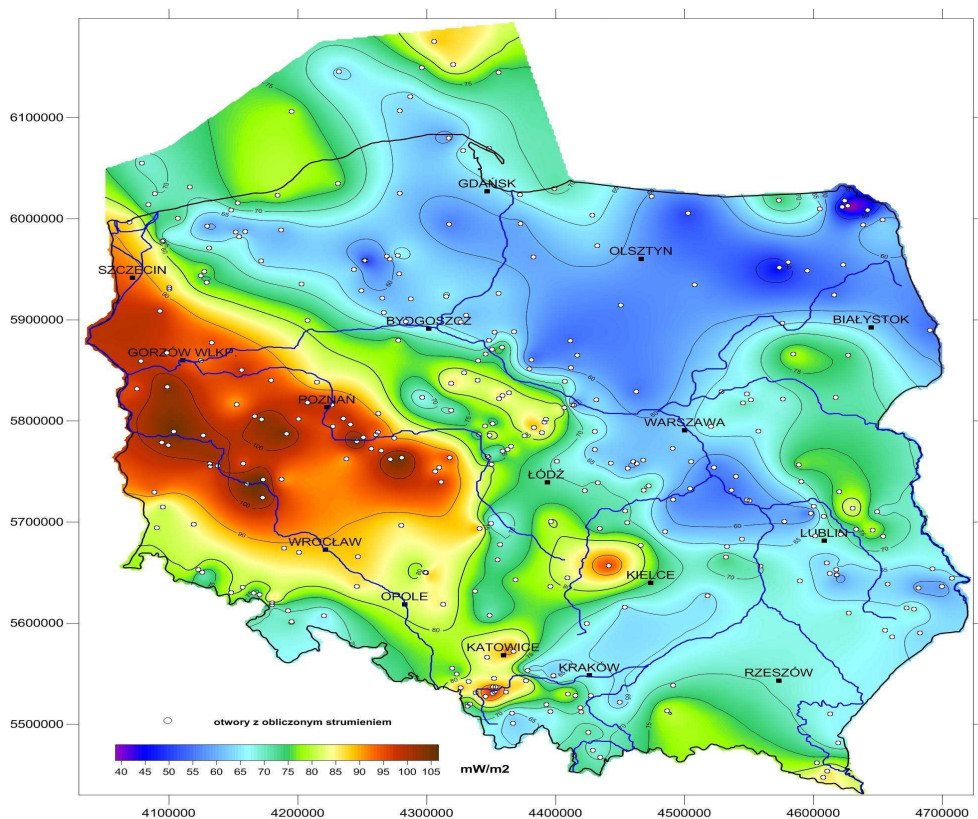 6100000
6000000
5900000
5800000
5700000
5600000
5500000
GDAŃSK
OLSZTYN
SZCZECIN
BYDGOSZCZ
BIAŁYSTOK
GORZÓW WLKP
POZNAŃ
WARSZAWA
ŁÓDŹ
WROCŁAW
LUBLIN
KIELCE
OPOLE
KATOWICE
KRAKÓW
RZESZÓW
otwory z obliczonym strumieniem
40 45 50 55 60 65 70 75 80 85 90 95 100 105 mW/m2
4100000 4200000 4300000 4400000 4500000 4600000 4700000